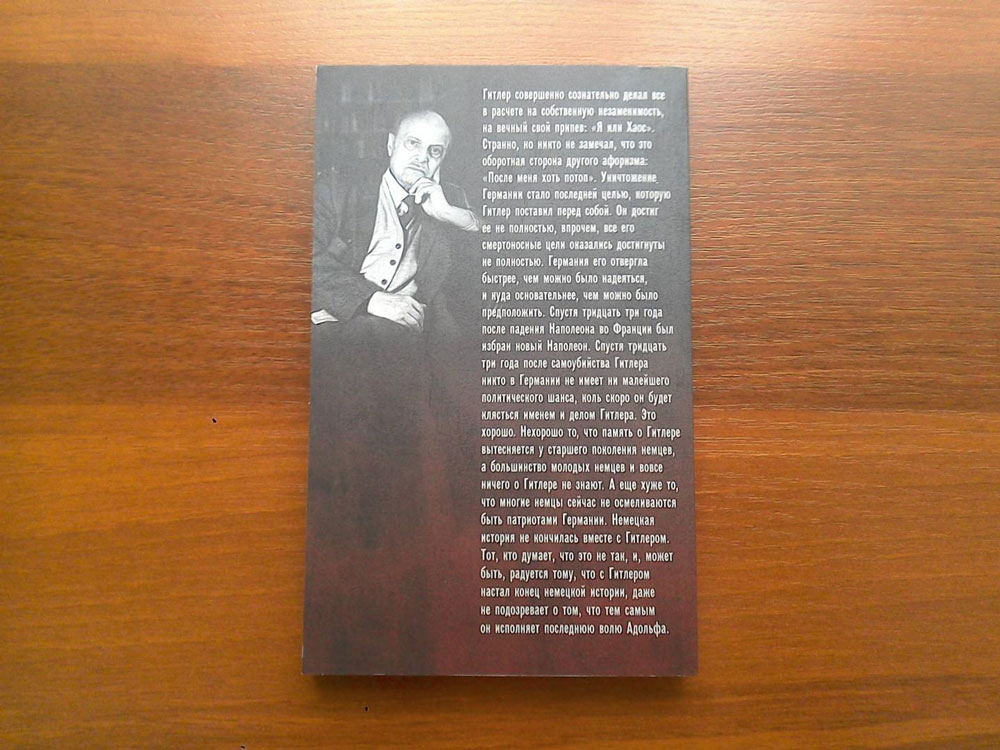 Гитлер совершенно сознательно делал все
в расчете на собственную незаменимость,
на вечный свой припев: «Я или Хаос».
Странно, но никто не замечал, что это
оборотная сторона другого афоризма:
«После меня хоть потоп». Уничтожение
Германии стало последней целью, которую
Гитлер поставил перед собой. Он достиг
ее не полностью, впрочем, все его
смертоносные цели оказались достигнуты
не полностью. Германия его отвергла
быстрее, чем можно было надеяться,
и куда основательнее, чем можно было
предположить. Спустя тридцать три года
после падения Наполеона во Франции был
избран новый Наполеон. Спустя тридцать
три года после самоубийства Гитлера
никто в Германии не имеет ни малейшего
политического шанса, коль скоро он будет
клясться именем и делом Гитлера. Это
хорошо. Нехорошо то, что память о Гитлере
вытесняется у старшего поколения немцев,
а большинство молодых немцев и вовсе
ничего о Гитлере не знают. А еще хуже то,
что многие немцы сейчас не осмеливаются
быть патриотами Германии. Немецкая
история не кончилась вместе с Гитлером.
Тот, кто думает, что это не так, и, может
быть, радуется тому, что с Гитлером
настал конец немецкой истории, даже
не подозревает о том, что тем самым
он исполняет последнюю волю Адольфа.